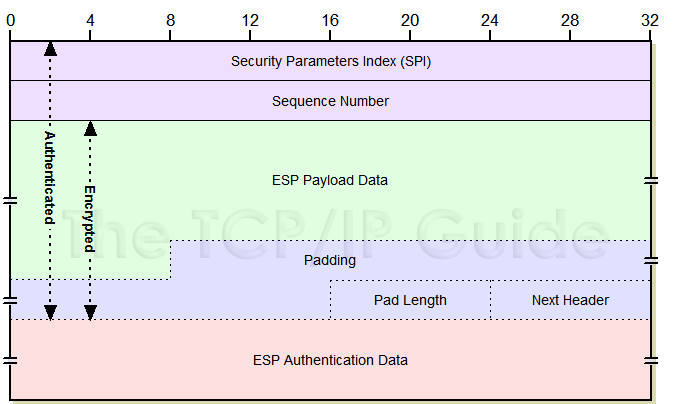 0 4 8 12 16 20 24 28 32
Security Parameters Index (SPI)
Sequence Number
Authenticated
Encrypted
ESP Payload Data
The TCP/IP Guide
Padding
Pad Length
Next Header
ESP Authentication Data